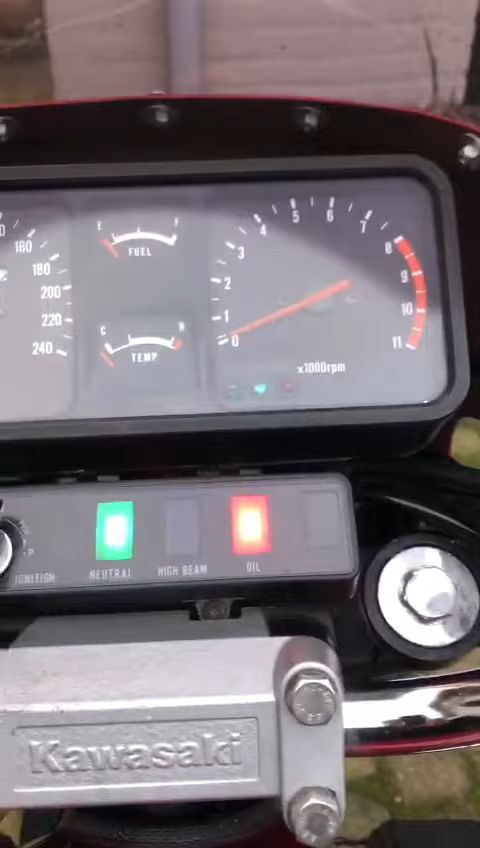 160
180
200
220
240
E F
FUEL
C H
TEMP
0
1
2
3
4
5
6
7
8
9
10
11
x1000rpm
P
IGNITION
NEUTRAL
HIGH BEAM
OIL
Kawasaki